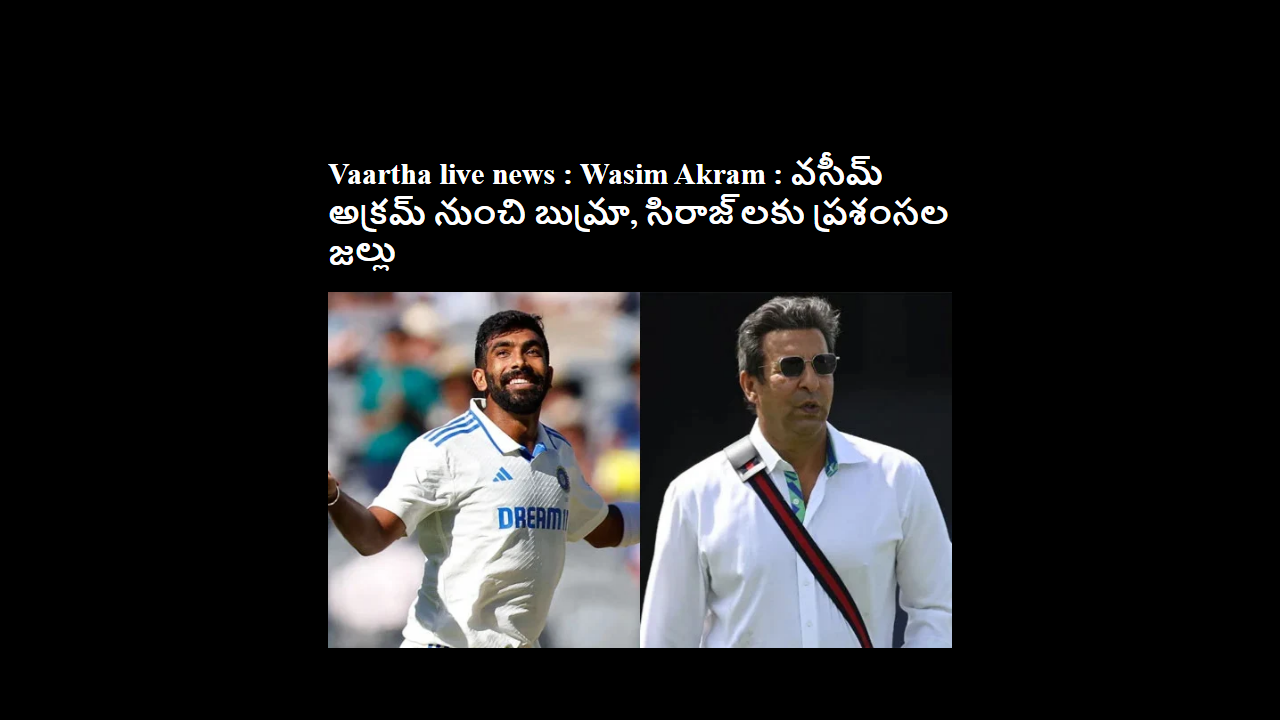 Vaartha live news : Wasim Akram : వసీమ్
అక్రమ్ నుంచి బుమ్రా, సిరాజ్ లకు ప్రశంసల
జల్లు
DREAM11